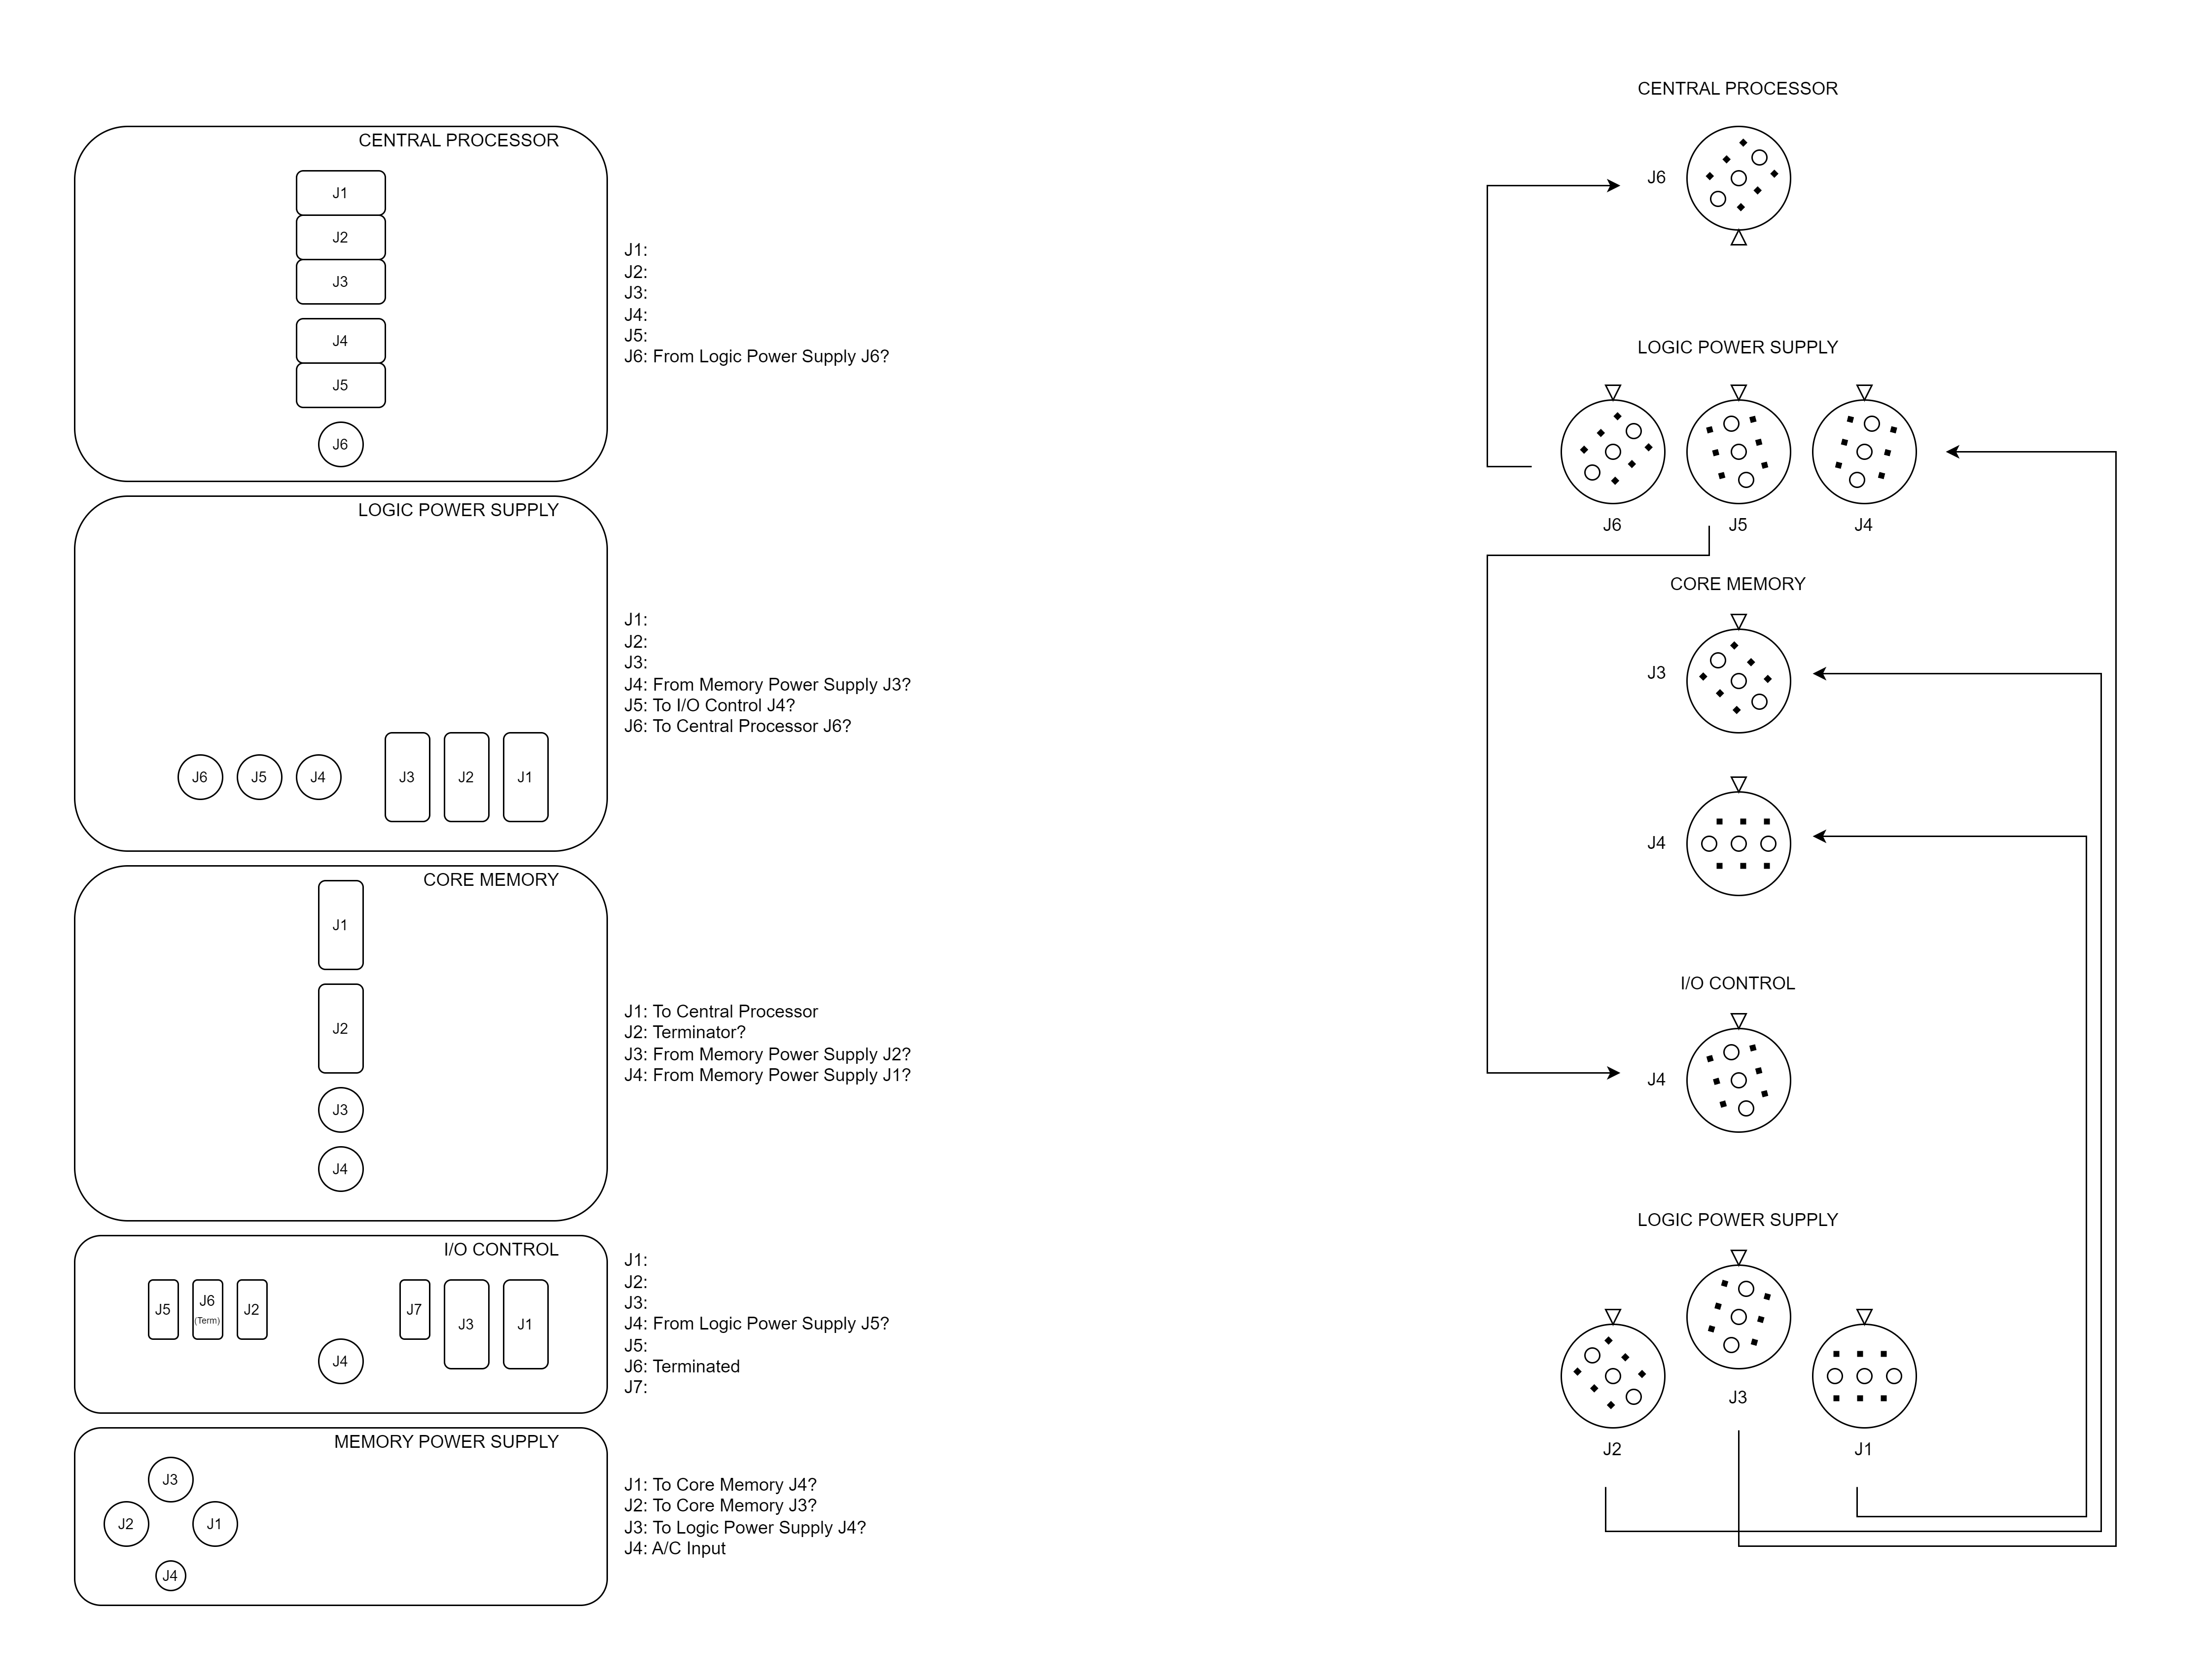 CENTRAL PROCESSOR
J1
J2
J3
J4
J5
J6
J1:
J2:
J3:
J4:
J5:
J6: From Logic Power Supply J6?
LOGIC POWER SUPPLY
J6
J5
J4
J3
J2
J1
J1:
J2:
J3:
J4: From Memory Power Supply J3?
J5: To I/O Control J4?
J6: To Central Processor J6?
CORE MEMORY
J1
J2
J3
J4
J1: To Central Processor
J2: Terminator?
J3: From Memory Power Supply J2?
J4: From Memory Power Supply J1?
I/O CONTROL
J5
J6
(Term)
J2
J4
J7
J3
J1
J1:
J2:
J3:
J4: From Logic Power Supply J5?
J5:
J6: Terminated
J7:
MEMORY POWER SUPPLY
J3
J2
J1
J4
J1: To Core Memory J4?
J2: To Core Memory J3?
J3: To Logic Power Supply J4?
J4: A/C Input
CENTRAL PROCESSOR
J6
LOGIC POWER SUPPLY
J6
J5
J4
CORE MEMORY
J3
J4
I/O CONTROL
J4
LOGIC POWER SUPPLY
J2
J3
J1